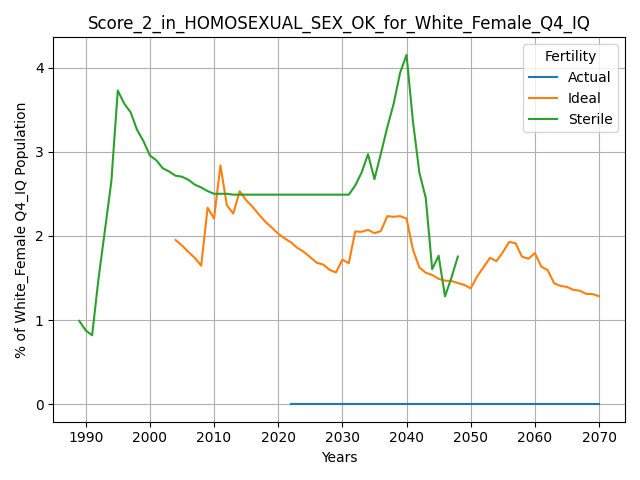 Score_2_in_HOMOSEXUAL_SEX_OK_for_White_Female_Q4_IQ
Fertility
Actual
Ideal
Sterile
% of White_Female Q4_IQ Population
4
3
2
1
0
1990 2000 2010 2020 2030 2040 2050 2060 2070
Years